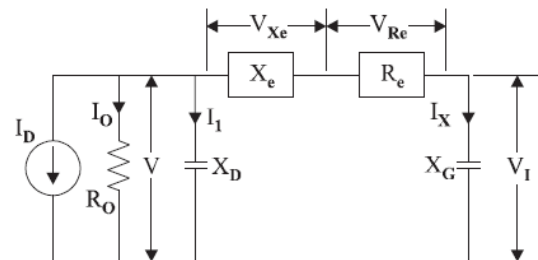 V_Xe V_Re
X_e R_e
I_D I_O I_1 I_X
R_O V X_D X_G V_I